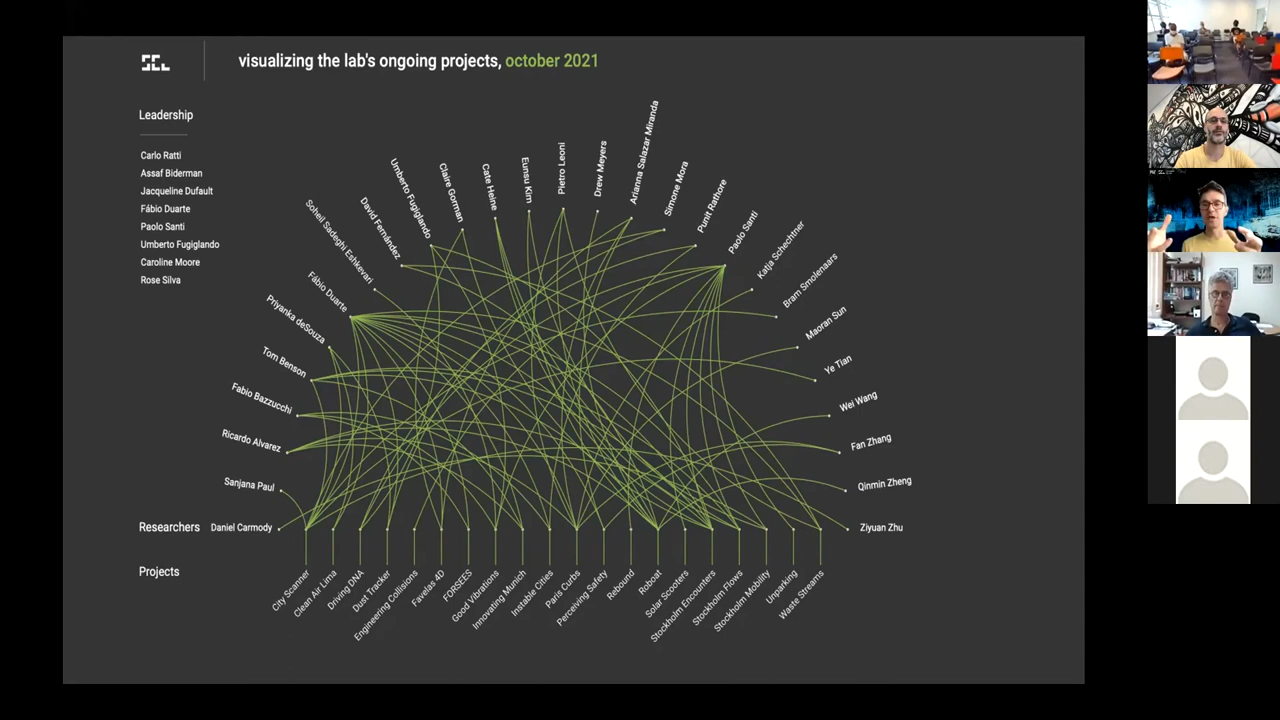 SCL
visualizing the lab's ongoing projects, october 2021
Leadership
Carlo Ratti
Assaf Biderman
Jacqueline Dufault
Fábio Duarte
Paolo Santi
Umberto Fugiglando
Caroline Moore
Rose Silva
Researchers
Daniel Carmody
Sanjana Paul
Ricardo Alvarez
Fabio Bazzucchi
Tom Benson
Priyanka deSouza
Fábio Duarte
Soheil Sadeghi Eshkevari
David Fernández
Umberto Fugiglando
Claire Gorman
Cate Heine
Eunsu Kim
Pietro Leoni
Drew Meyers
Arianna Salazar Miranda
Simone Mora
Punit Rathore
Paolo Santi
Katja Schechtner
Bram Smolenaars
Maoran Sun
Ye Tian
Wei Wang
Fan Zhang
Qinmin Zheng
Ziyuan Zhu
Projects
City Scanner
Clean Air Lima
Driving DNA
Dust Tracker
Engineering Collisions
Favelas 4D
FORSEES
Good Vibrations
Innovating Munich
Instable Cities
Paris Curbs
Perceiving Safety
Rebound
Roboat
Solar Scooters
Stockholm Encounters
Stockholm Flows
Stockholm Mobility
Unparking
Waste Streams